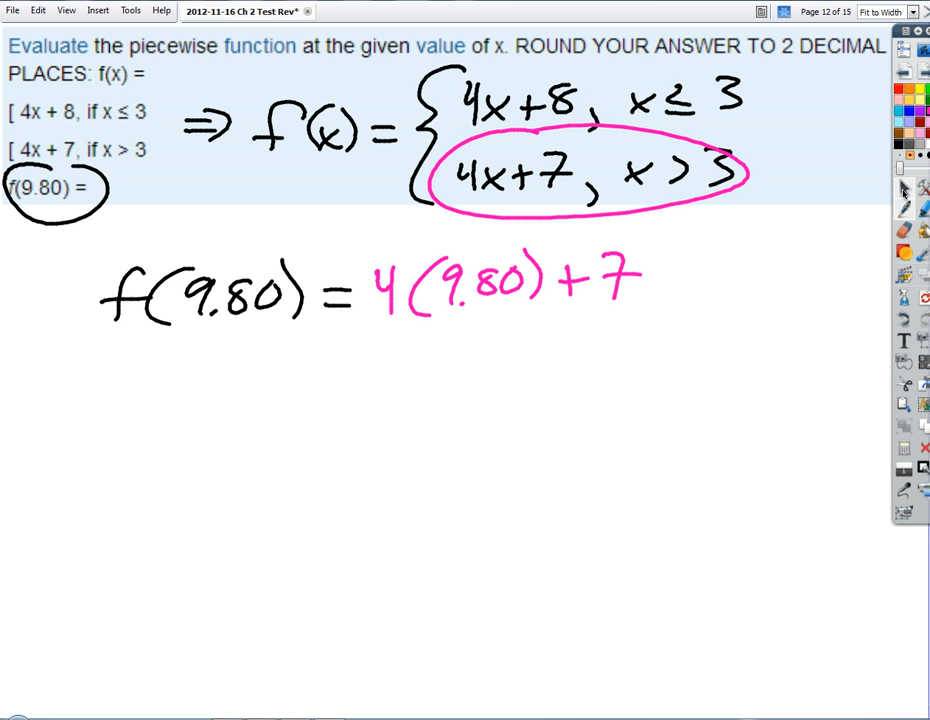 File Edit View Insert Tools Help 2012-11-16 Ch 2 Test Rev* Page 12 of 15 Fit to Width
Evaluate the piecewise function at the given value of x. ROUND YOUR ANSWER TO 2 DECIMAL
PLACES: f(x) =
[ 4x + 8, if x ≤ 3
[ 4x + 7, if x > 3
f(9.80) =
⇒ f(x) = { 4x+8, x ≤ 3
4x+7, x > 3
f(9.80) = 4(9.80) + 7